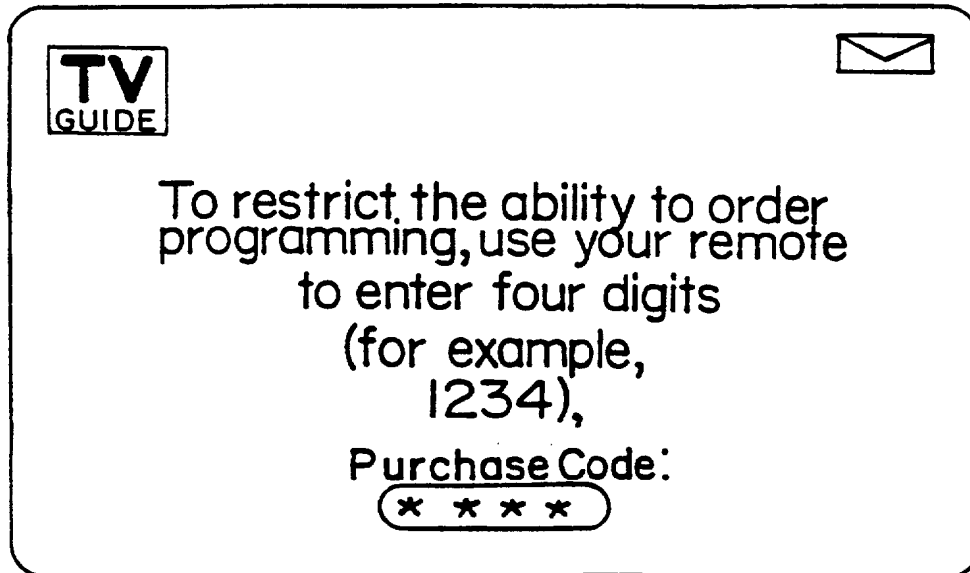 TV
GUIDE
To restrict the ability to order
programming, use your remote
to enter four digits
(for example,
1234),
Purchase Code:
* * * *